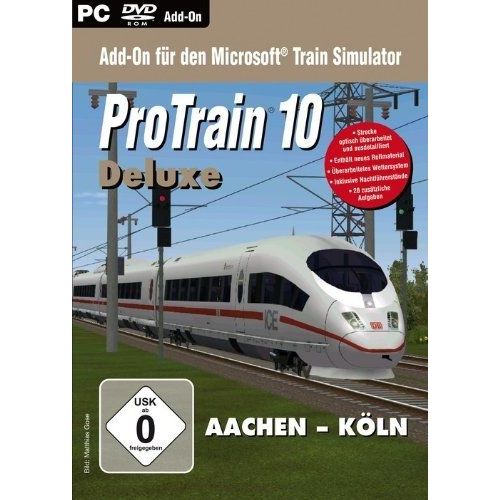 PC DVD ROM Add-On
Add-On für den Microsoft® Train Simulator
ProTrain® 10
Deluxe
• Strecke
optisch überarbeitet
und ausdetailliert
• Enthält neues Rollmaterial
• Überarbeitetes Wettersystem
• Inklusive Nachtführerstände
• 28 zusätzliche
Aufgaben
ICE
DB
USK
ab
0
freigegeben
AACHEN – KÖLN
Bild: Matthias Gose